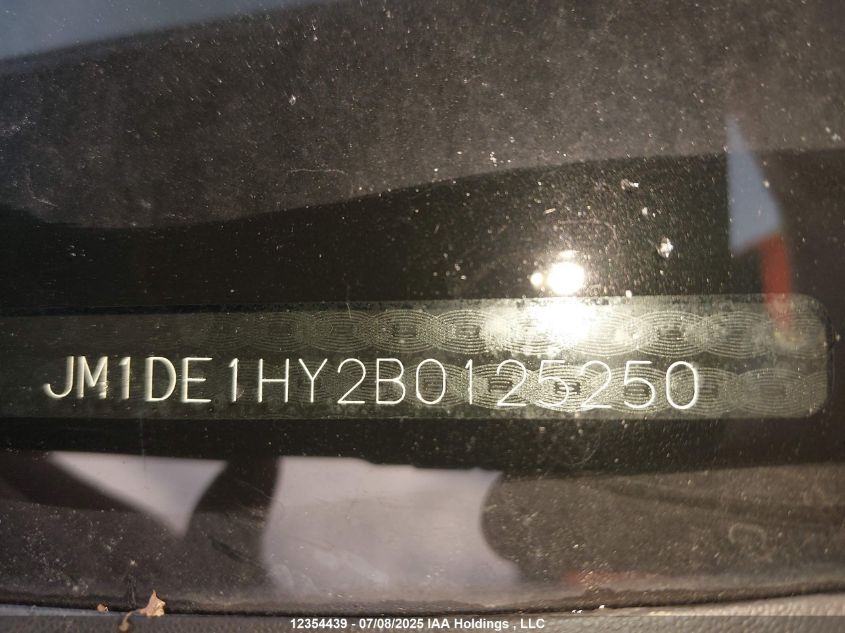 JM1DE1HY2B0125250
12354439 - 07/08/2025 IAA Holdings , LLC